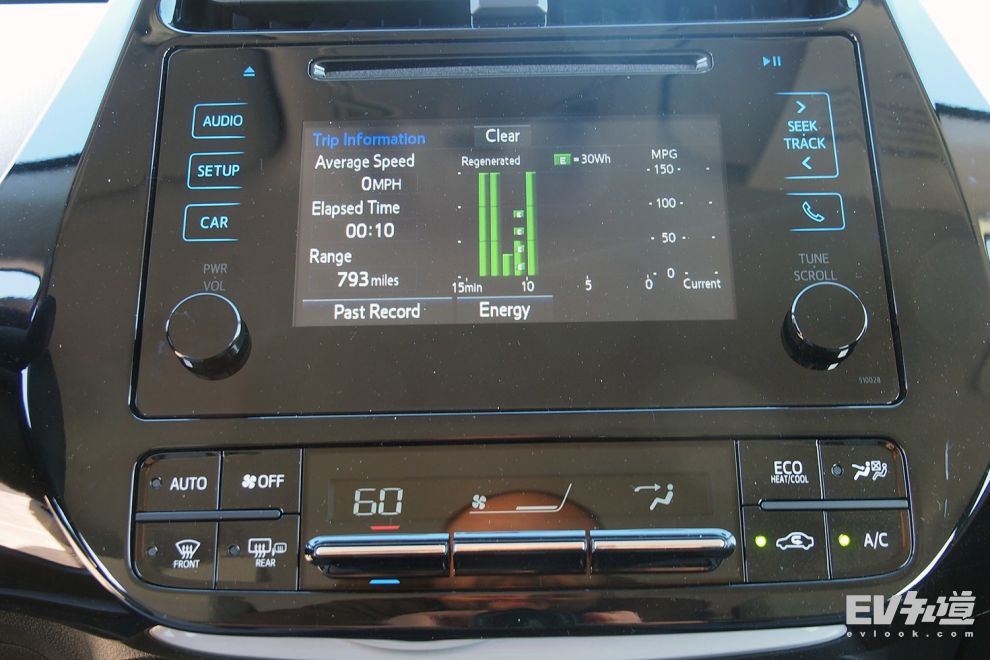 AUDIO
SETUP
CAR
PWR
VOL
Trip Information
Clear
Average Speed
0MPH
Elapsed Time
00:10
Range
793 miles
Past Record
Energy
Regenerated
E = 30Wh
MPG
150
100
50
0
15min
10
5
0
Current
SEEK
TRACK
TUNE
SCROLL
510028
AUTO
OFF
FRONT
REAR
60
ECO
HEAT/COOL
A/C
EV知道
evlook.com